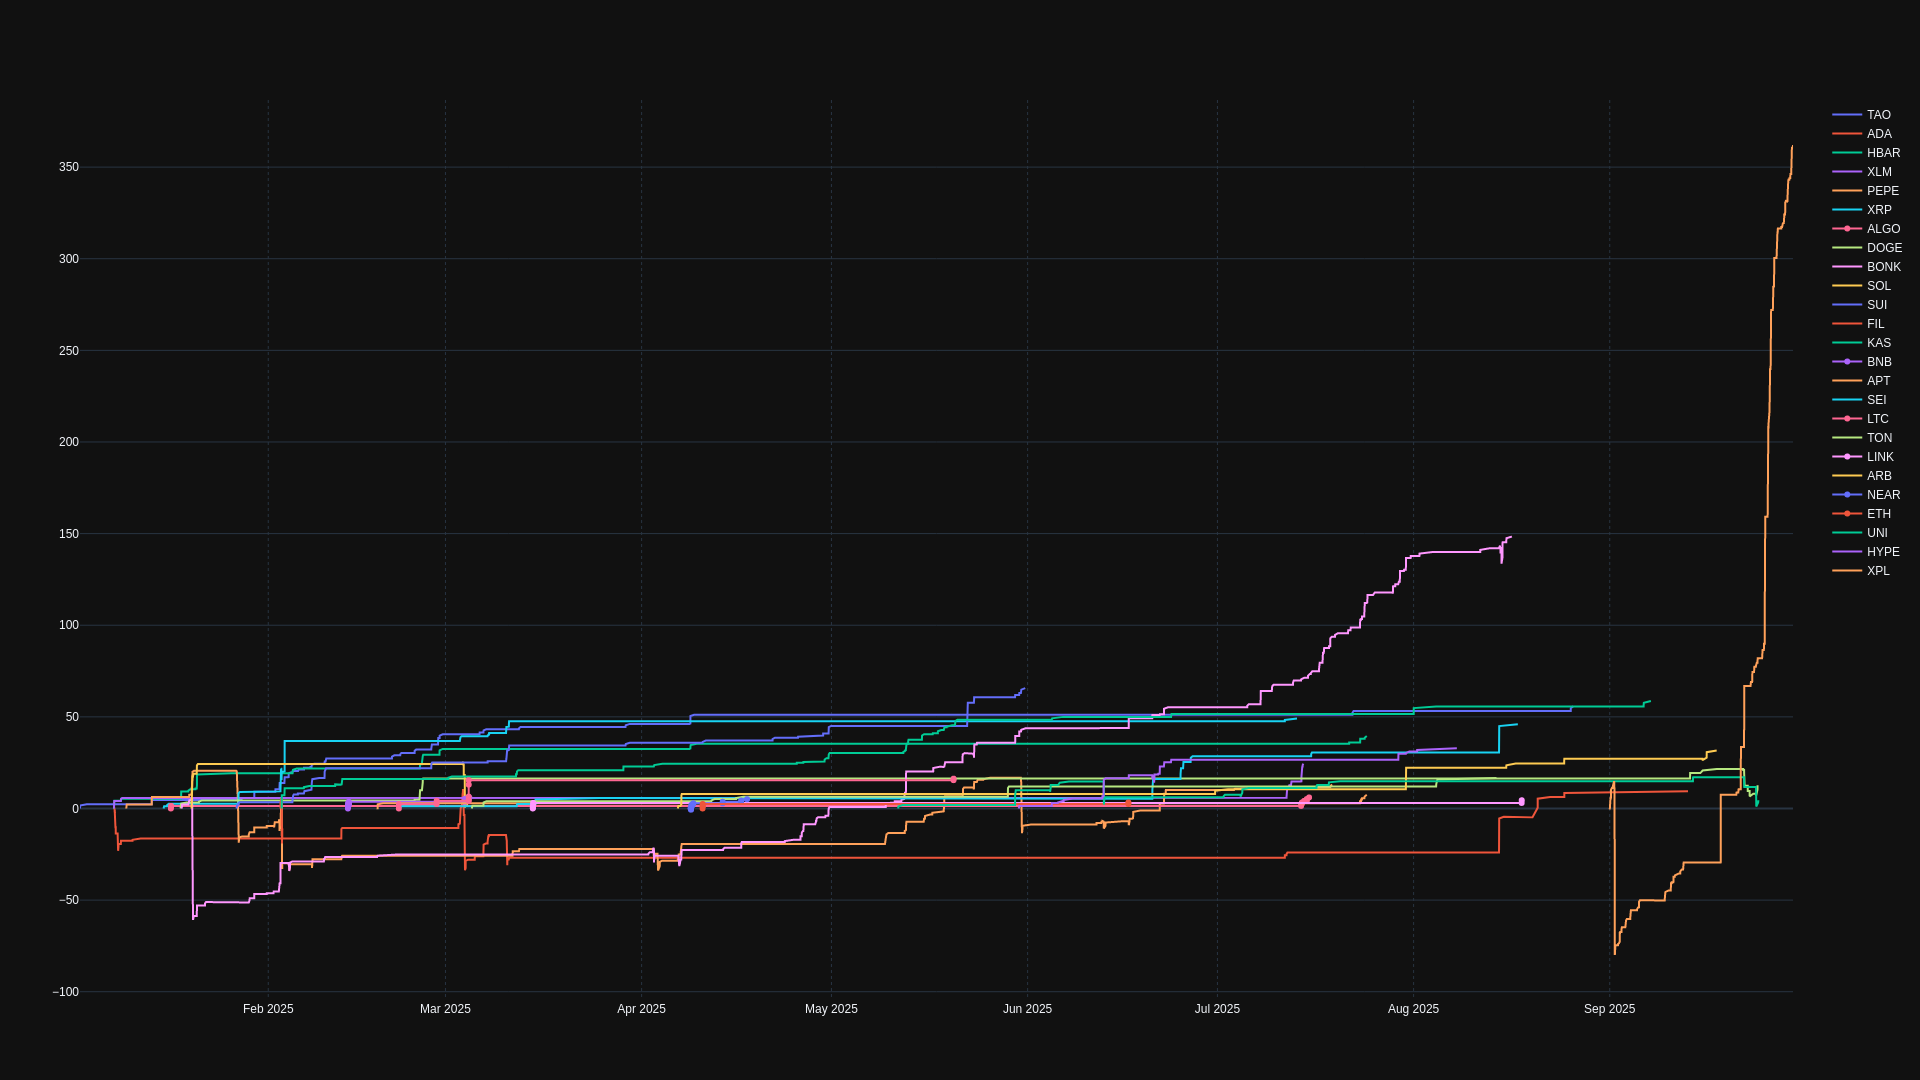 350
300
250
200
150
100
50
0
−50
−100
Feb 2025
Mar 2025
Apr 2025
May 2025
Jun 2025
Jul 2025
Aug 2025
Sep 2025
TAO
ADA
HBAR
XLM
PEPE
XRP
ALGO
DOGE
BONK
SOL
SUI
FIL
KAS
BNB
APT
SEI
LTC
TON
LINK
ARB
NEAR
ETH
UNI
HYPE
XPL